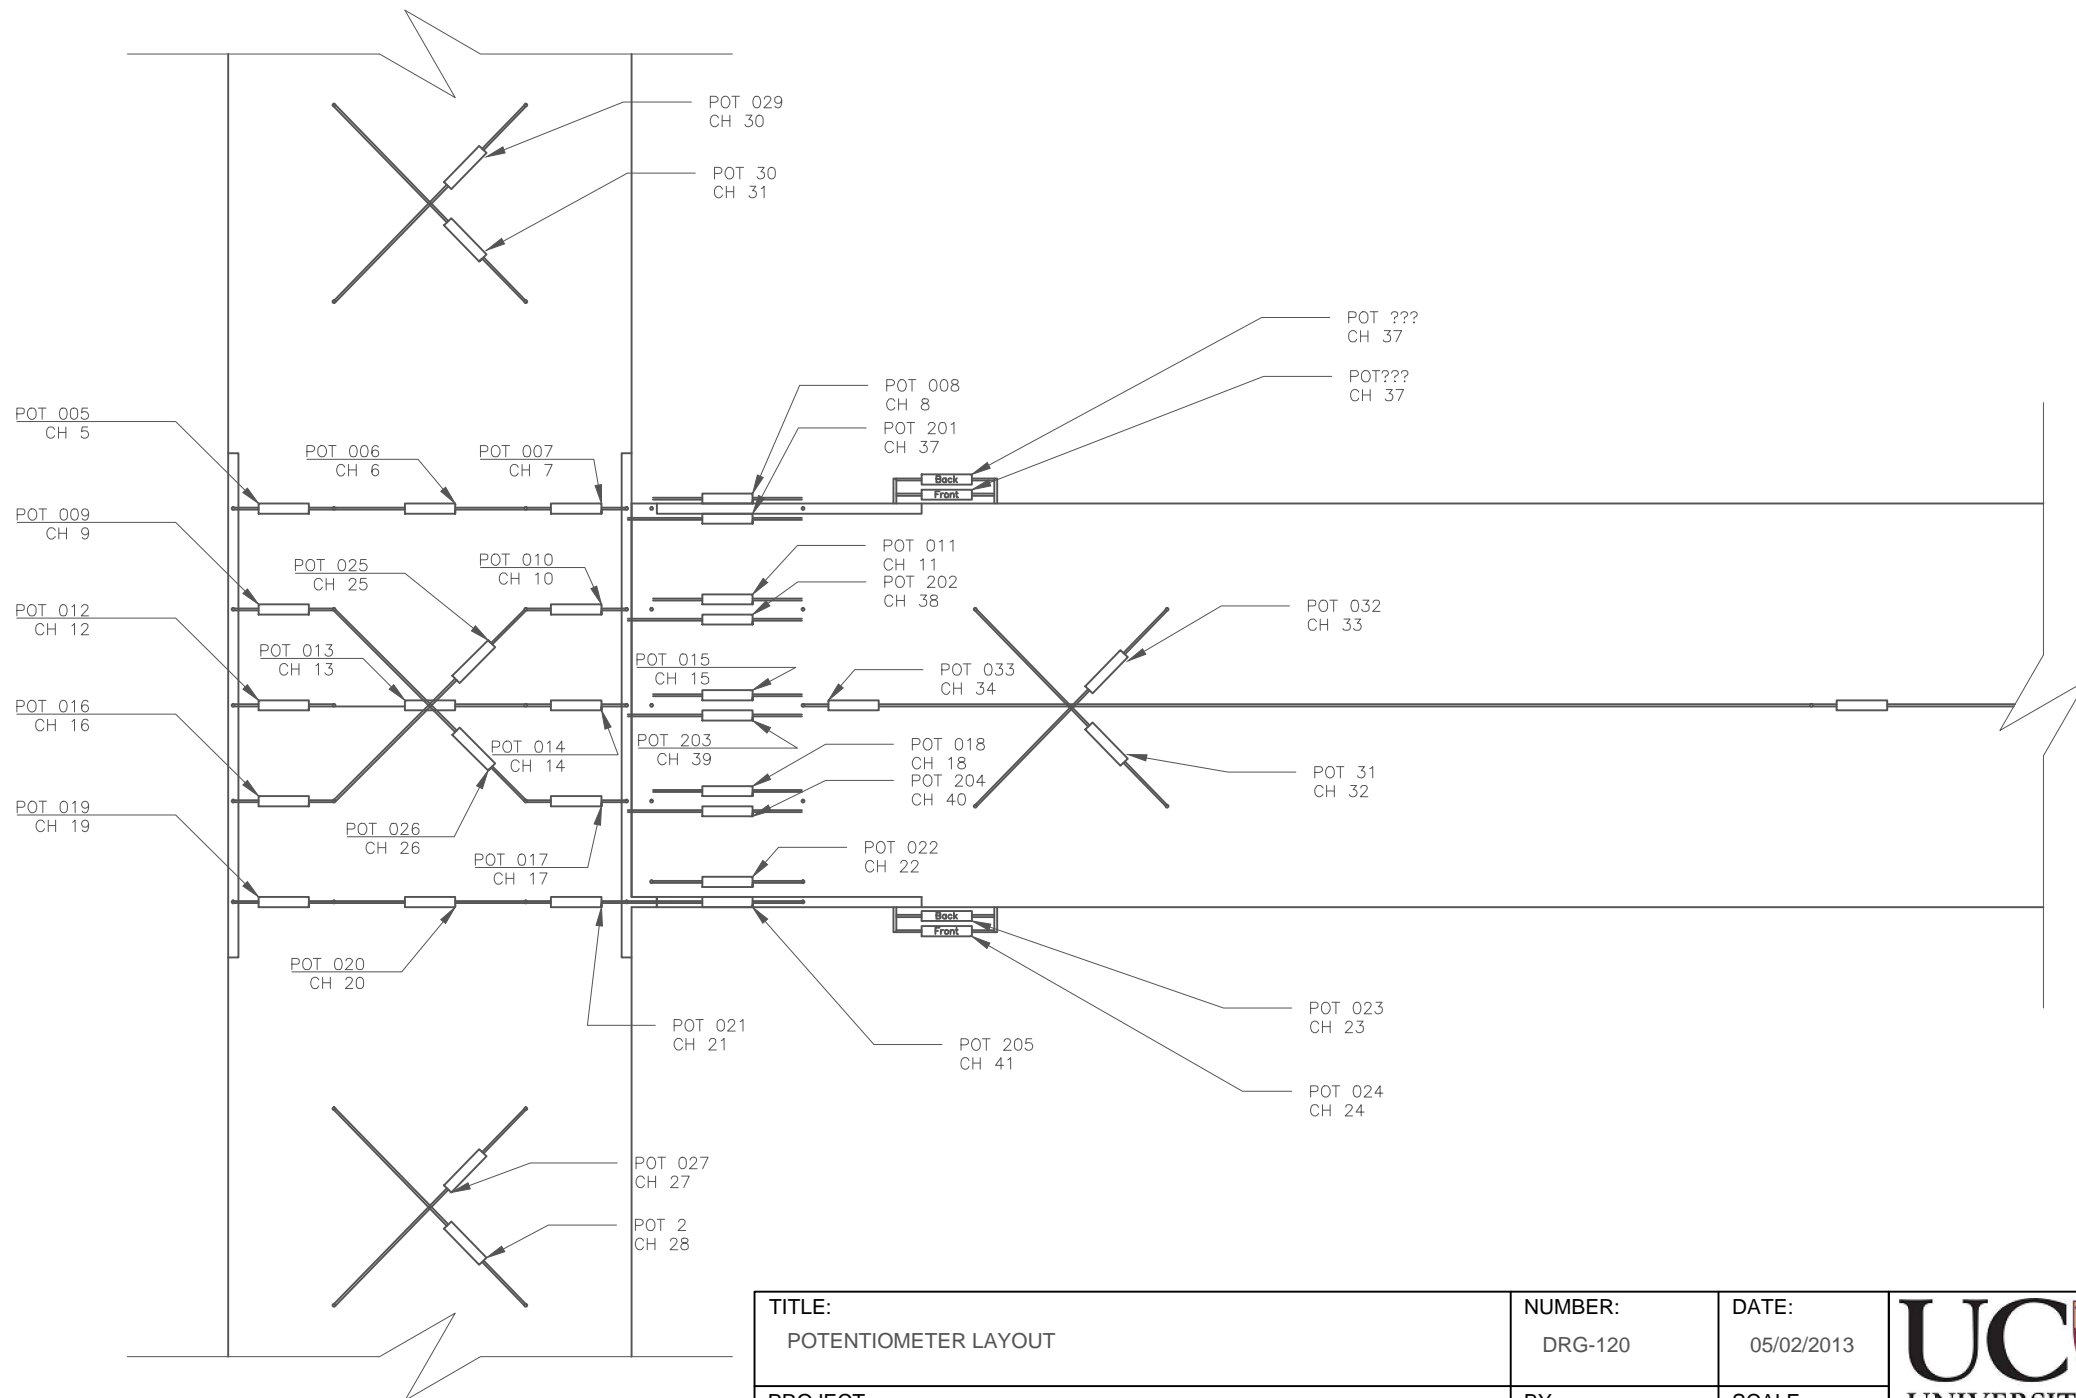 POT 029
CH 30
POT 30
CH 31
POT ???
CH 37
POT???
CH 37
POT 008
CH 8
POT 201
CH 37
POT 005
CH 5
POT 006
CH 6
POT 007
CH 7
Back
Front
POT 009
CH 9
POT 025
CH 25
POT 010
CH 10
POT 011
CH 11
POT 202
CH 38
POT 012
CH 12
POT 013
CH 13
POT 015
CH 15
POT 033
CH 34
POT 032
CH 33
POT 016
CH 16
POT 014
CH 14
POT 203
CH 39
POT 018
CH 18
POT 204
CH 40
POT 31
CH 32
POT 019
CH 19
POT 026
CH 26
POT 017
CH 17
POT 022
CH 22
Back
Front
POT 020
CH 20
POT 021
CH 21
POT 205
CH 41
POT 023
CH 23
POT 024
CH 24
POT 027
CH 27
POT 2
CH 28
TITLE:
POTENTIOMETER LAYOUT
NUMBER:
DRG-120
DATE:
05/02/2013
UC